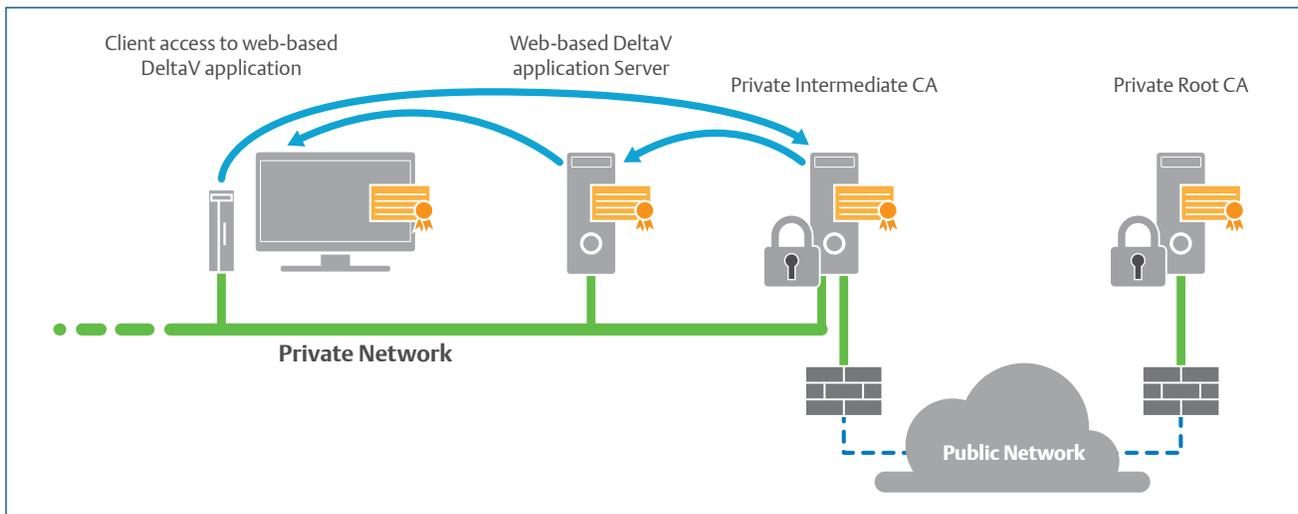 Client access to web-based
DeltaV application
Web-based DeltaV
application Server
Private Intermediate CA
Private Root CA
Private Network
Public Network